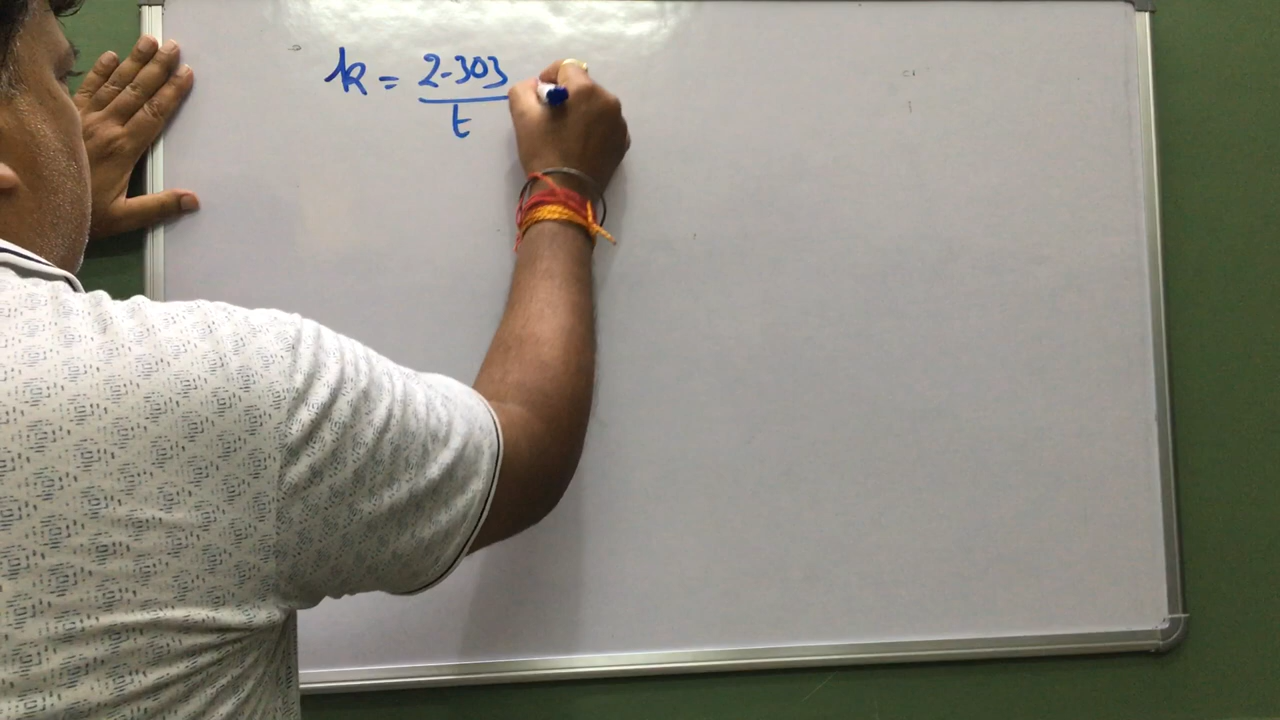 k = 2.303 / t